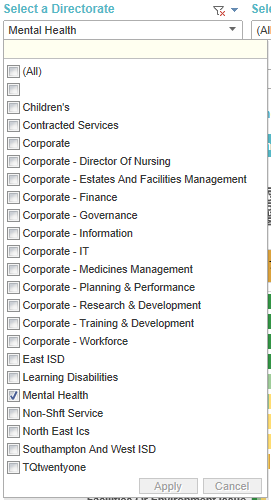 Select a Directorate
Sele
Mental Health
(Al
(All)
Children's
Contracted Services
Corporate
Corporate - Director Of Nursing
Corporate - Estates And Facilities Management
Corporate - Finance
Corporate - Governance
Corporate - Information
Corporate - IT
Corporate - Medicines Management
Corporate - Planning & Performance
Corporate - Research & Development
Corporate - Training & Development
Corporate - Workforce
East ISD
Learning Disabilities
Mental Health
Non-Shft Service
North East Ics
Southampton And West ISD
TQtwentyone
Apply Cancel